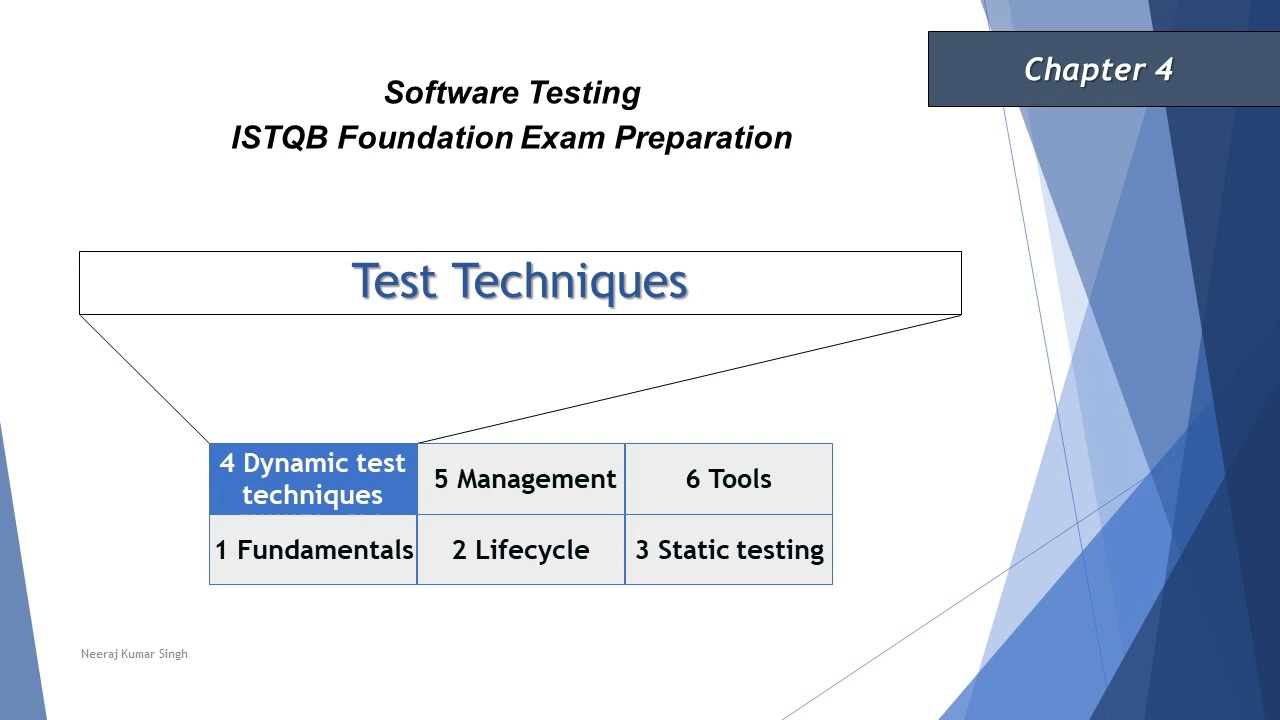 Chapter 4
Software Testing
ISTQB Foundation Exam Preparation
Test Techniques
4 Dynamic test
techniques
5 Management
6 Tools
1 Fundamentals
2 Lifecycle
3 Static testing
Neeraj Kumar Singh